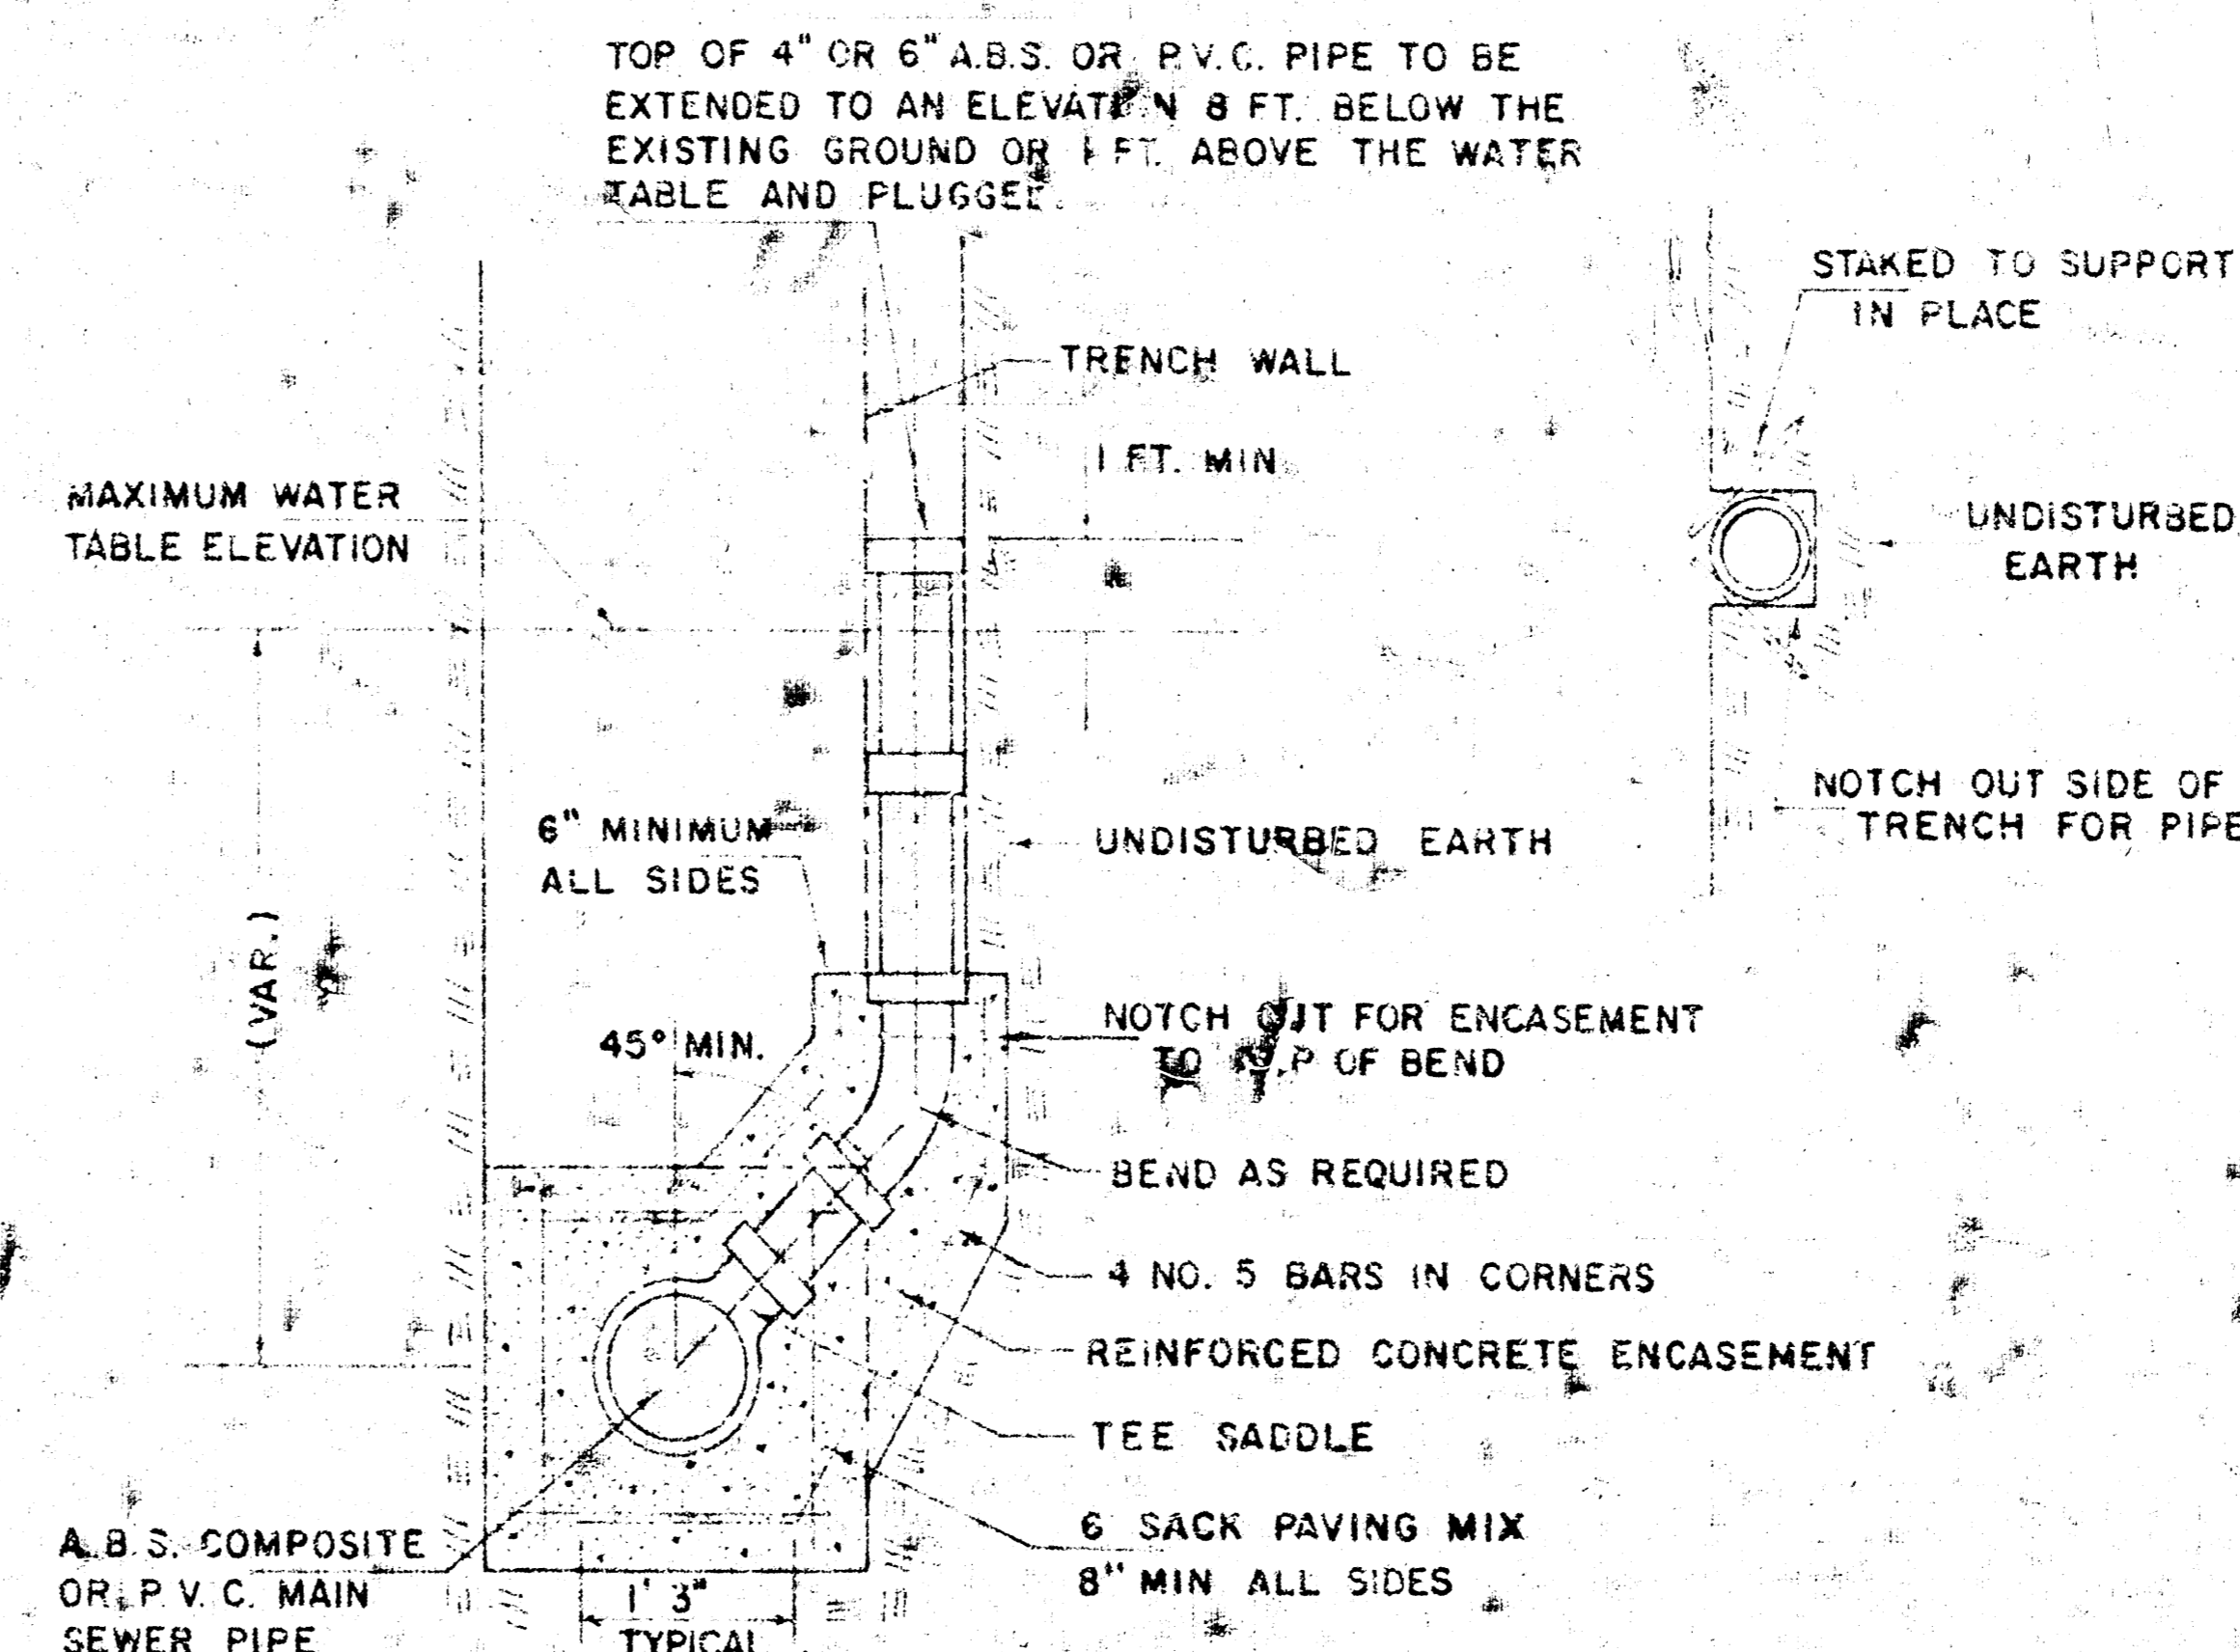 TOP OF 4" OR 6" A.B.S. OR P.V.C. PIPE TO BE
EXTENDED TO AN ELEVATION 8 FT. BELOW THE
EXISTING GROUND OR 1 FT. ABOVE THE WATER
TABLE AND PLUGGED.
STAKED TO SUPPORT
IN PLACE
TRENCH WALL
1 FT. MIN.
MAXIMUM WATER
TABLE ELEVATION
UNDISTURBED
EARTH
NOTCH OUT SIDE OF
TRENCH FOR PIPE
6" MINIMUM
ALL SIDES
UNDISTURBED EARTH
(VAR.)
45° MIN.
NOTCH OUT FOR ENCASEMENT
TO TOP OF BEND
BEND AS REQUIRED
4 NO. 5 BARS IN CORNERS
REINFORCED CONCRETE ENCASEMENT
TEE SADDLE
6 SACK PAVING MIX
8" MIN ALL SIDES
A.B.S. COMPOSITE
OR P.V.C. MAIN
SEWER PIPE
1' 3"
TYPICAL